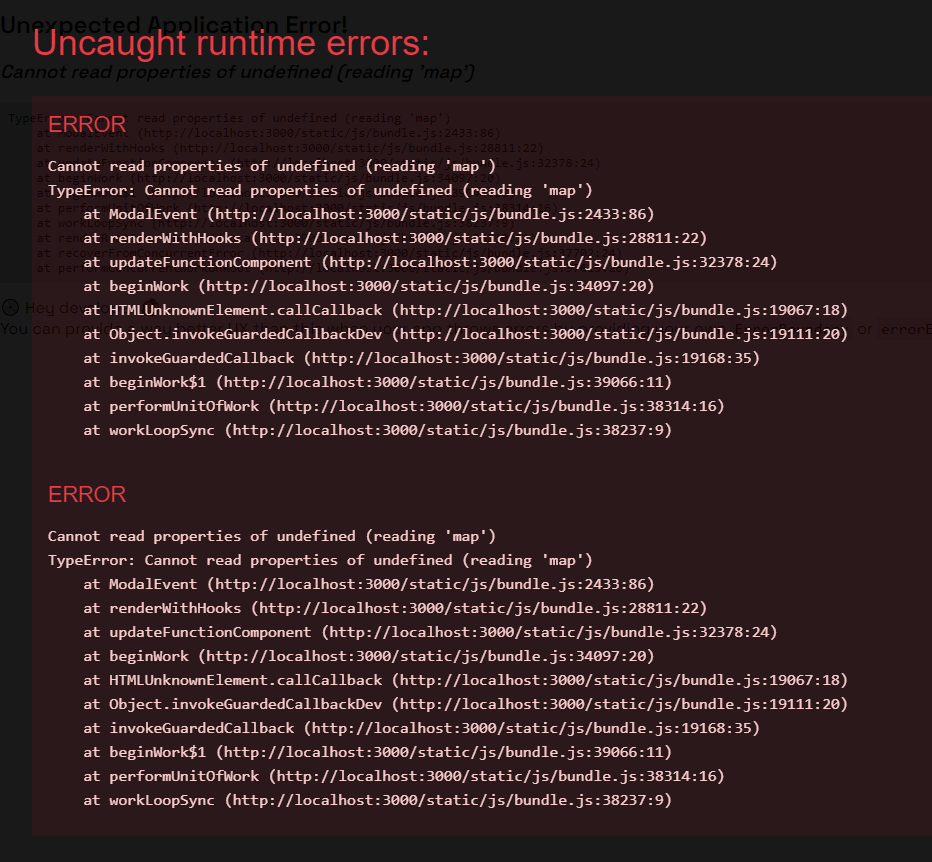 Unexpected Application Error!
Uncaught runtime errors:
Cannot read properties of undefined (reading 'map')
ERROR
Cannot read properties of undefined (reading 'map')
TypeError: Cannot read properties of undefined (reading 'map')
at ModalEvent (http://localhost:3000/static/js/bundle.js:2433:86)
at renderWithHooks (http://localhost:3000/static/js/bundle.js:28811:22)
at updateFunctionComponent (http://localhost:3000/static/js/bundle.js:32378:24)
at beginWork (http://localhost:3000/static/js/bundle.js:34097:20)
at HTMLUnknownElement.callCallback (http://localhost:3000/static/js/bundle.js:19067:18)
at Object.invokeGuardedCallbackDev (http://localhost:3000/static/js/bundle.js:19111:20)
at invokeGuardedCallback (http://localhost:3000/static/js/bundle.js:19168:35)
at beginWork$1 (http://localhost:3000/static/js/bundle.js:39066:11)
at performUnitOfWork (http://localhost:3000/static/js/bundle.js:38314:16)
at workLoopSync (http://localhost:3000/static/js/bundle.js:38237:9)
ERROR
Cannot read properties of undefined (reading 'map')
TypeError: Cannot read properties of undefined (reading 'map')
at ModalEvent (http://localhost:3000/static/js/bundle.js:2433:86)
at renderWithHooks (http://localhost:3000/static/js/bundle.js:28811:22)
at updateFunctionComponent (http://localhost:3000/static/js/bundle.js:32378:24)
at beginWork (http://localhost:3000/static/js/bundle.js:34097:20)
at HTMLUnknownElement.callCallback (http://localhost:3000/static/js/bundle.js:19067:18)
at Object.invokeGuardedCallbackDev (http://localhost:3000/static/js/bundle.js:19111:20)
at invokeGuardedCallback (http://localhost:3000/static/js/bundle.js:19168:35)
at beginWork$1 (http://localhost:3000/static/js/bundle.js:39066:11)
at performUnitOfWork (http://localhost:3000/static/js/bundle.js:38314:16)
at workLoopSync (http://localhost:3000/static/js/bundle.js:38237:9)